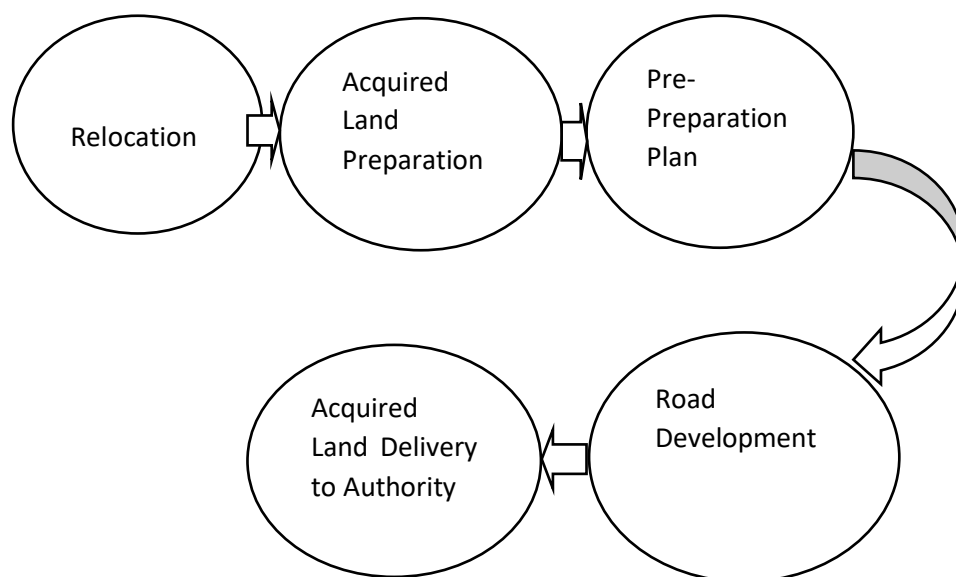 Relocation
Acquired
Land
Preparation
Pre-
Preparation
Plan
Road
Development
Acquired
Land Delivery
to Authority